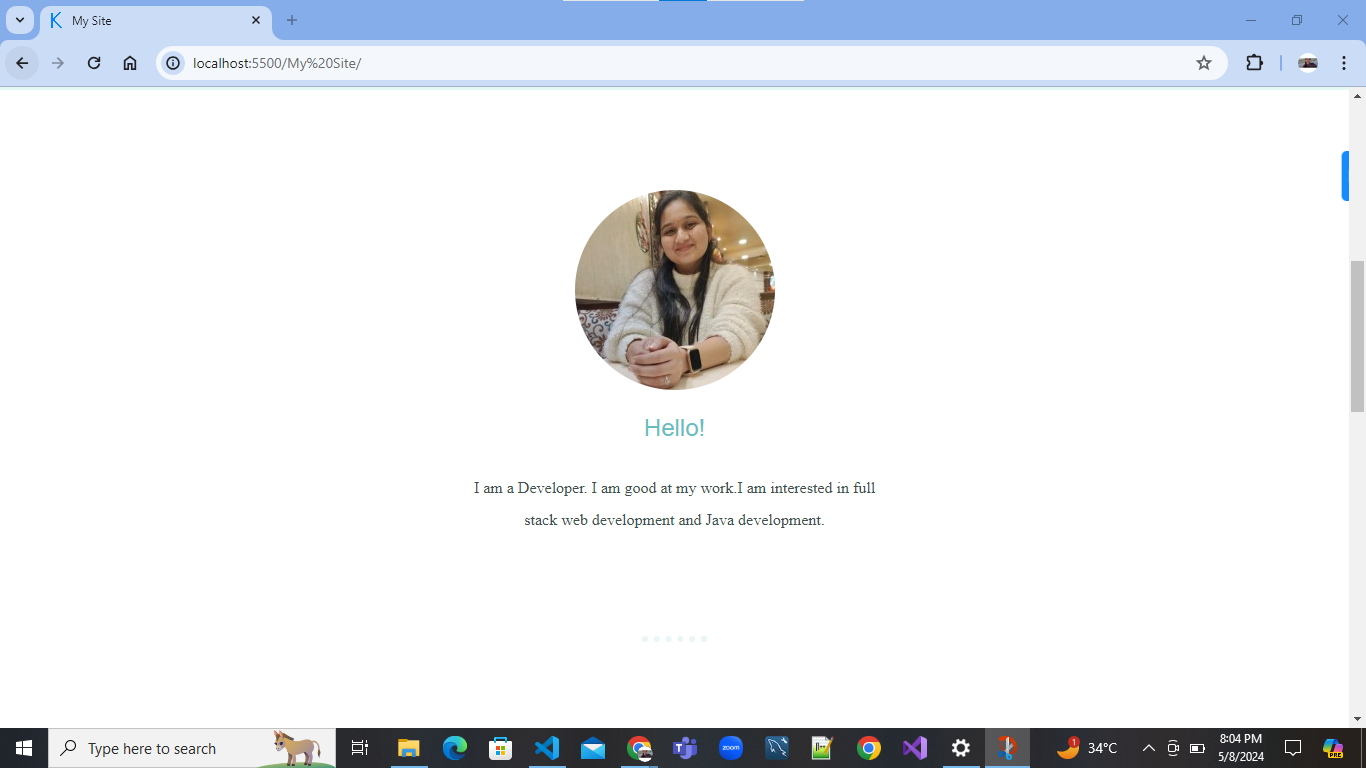 My Site
localhost:5500/My%20Site/
Hello!
I am a Developer. I am good at my work.I am interested in full
stack web development and Java development.
Type here to search
zoom
1
34°C
8:04 PM
5/8/2024
PRE